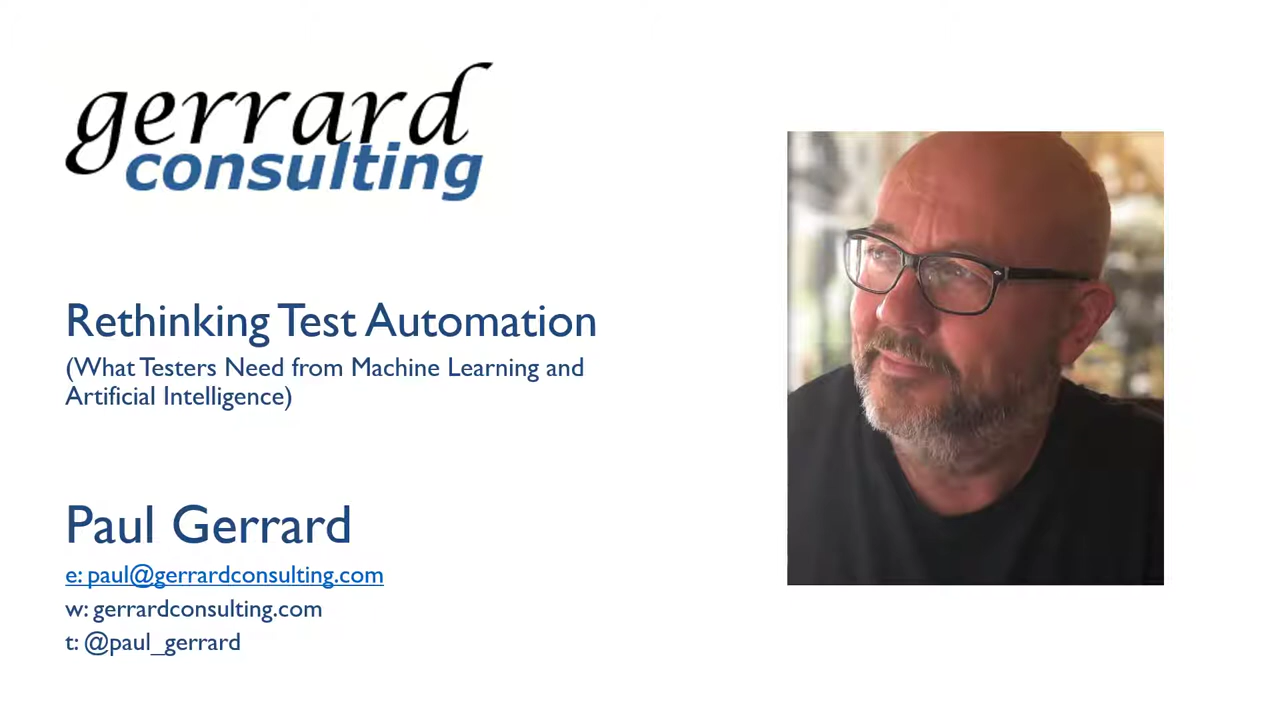 gerrard
consulting
Rethinking Test Automation
(What Testers Need from Machine Learning and
Artificial Intelligence)
Paul Gerrard
e: paul@gerrardconsulting.com
w: gerrardconsulting.com
t: @paul_gerrard